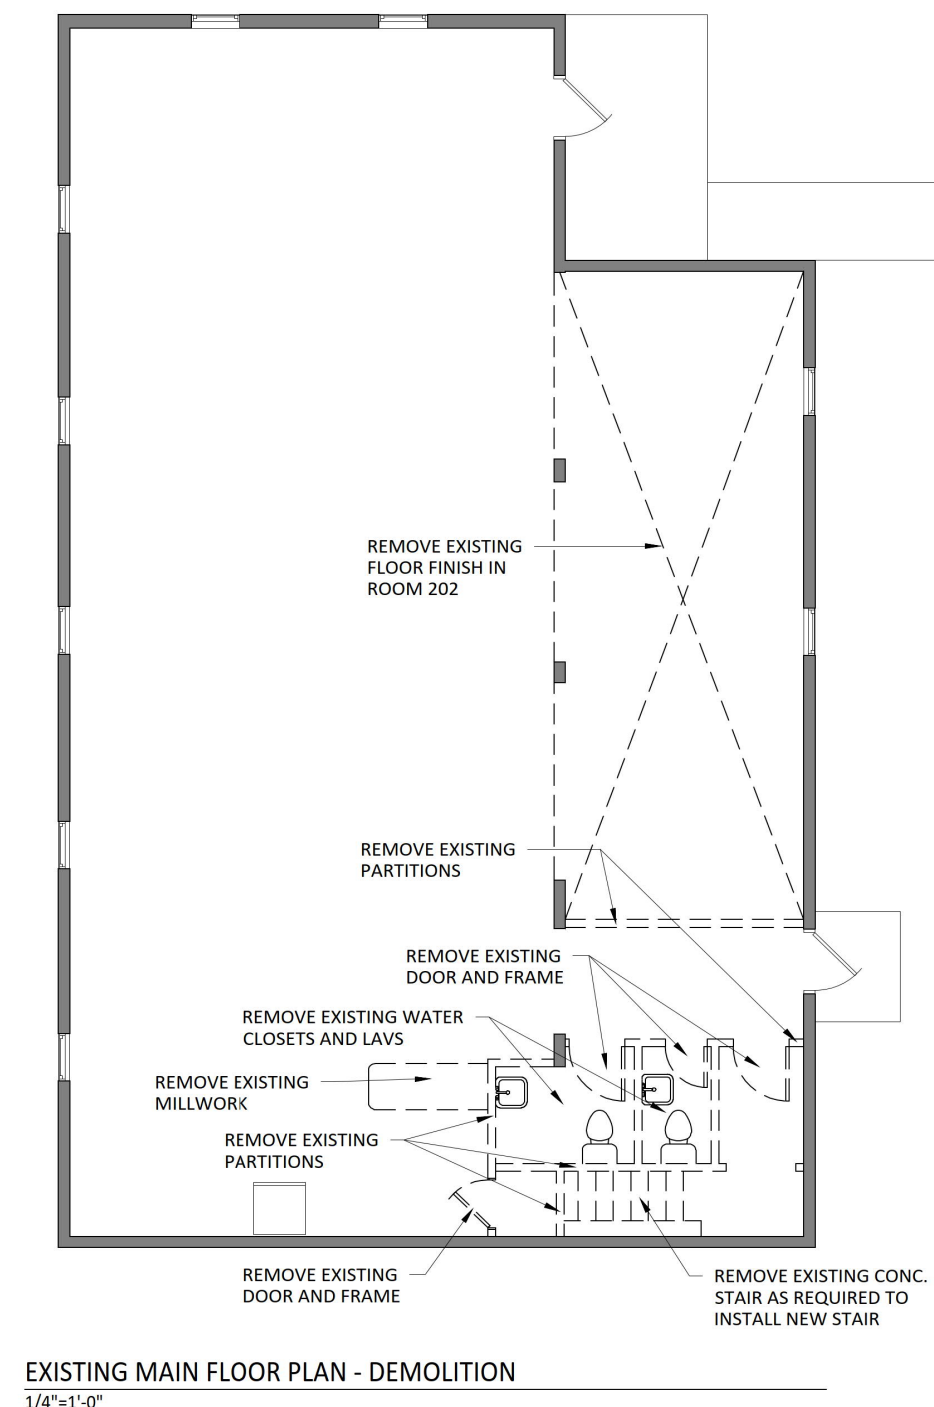 REMOVE EXISTING
FLOOR FINISH IN
ROOM 202
REMOVE EXISTING
PARTITIONS
REMOVE EXISTING
DOOR AND FRAME
REMOVE EXISTING WATER
CLOSETS AND LAVS
REMOVE EXISTING
MILLWORK
REMOVE EXISTING
PARTITIONS
REMOVE EXISTING
DOOR AND FRAME
REMOVE EXISTING CONC.
STAIR AS REQUIRED TO
INSTALL NEW STAIR
EXISTING MAIN FLOOR PLAN - DEMOLITION
1/4"=1'-0"